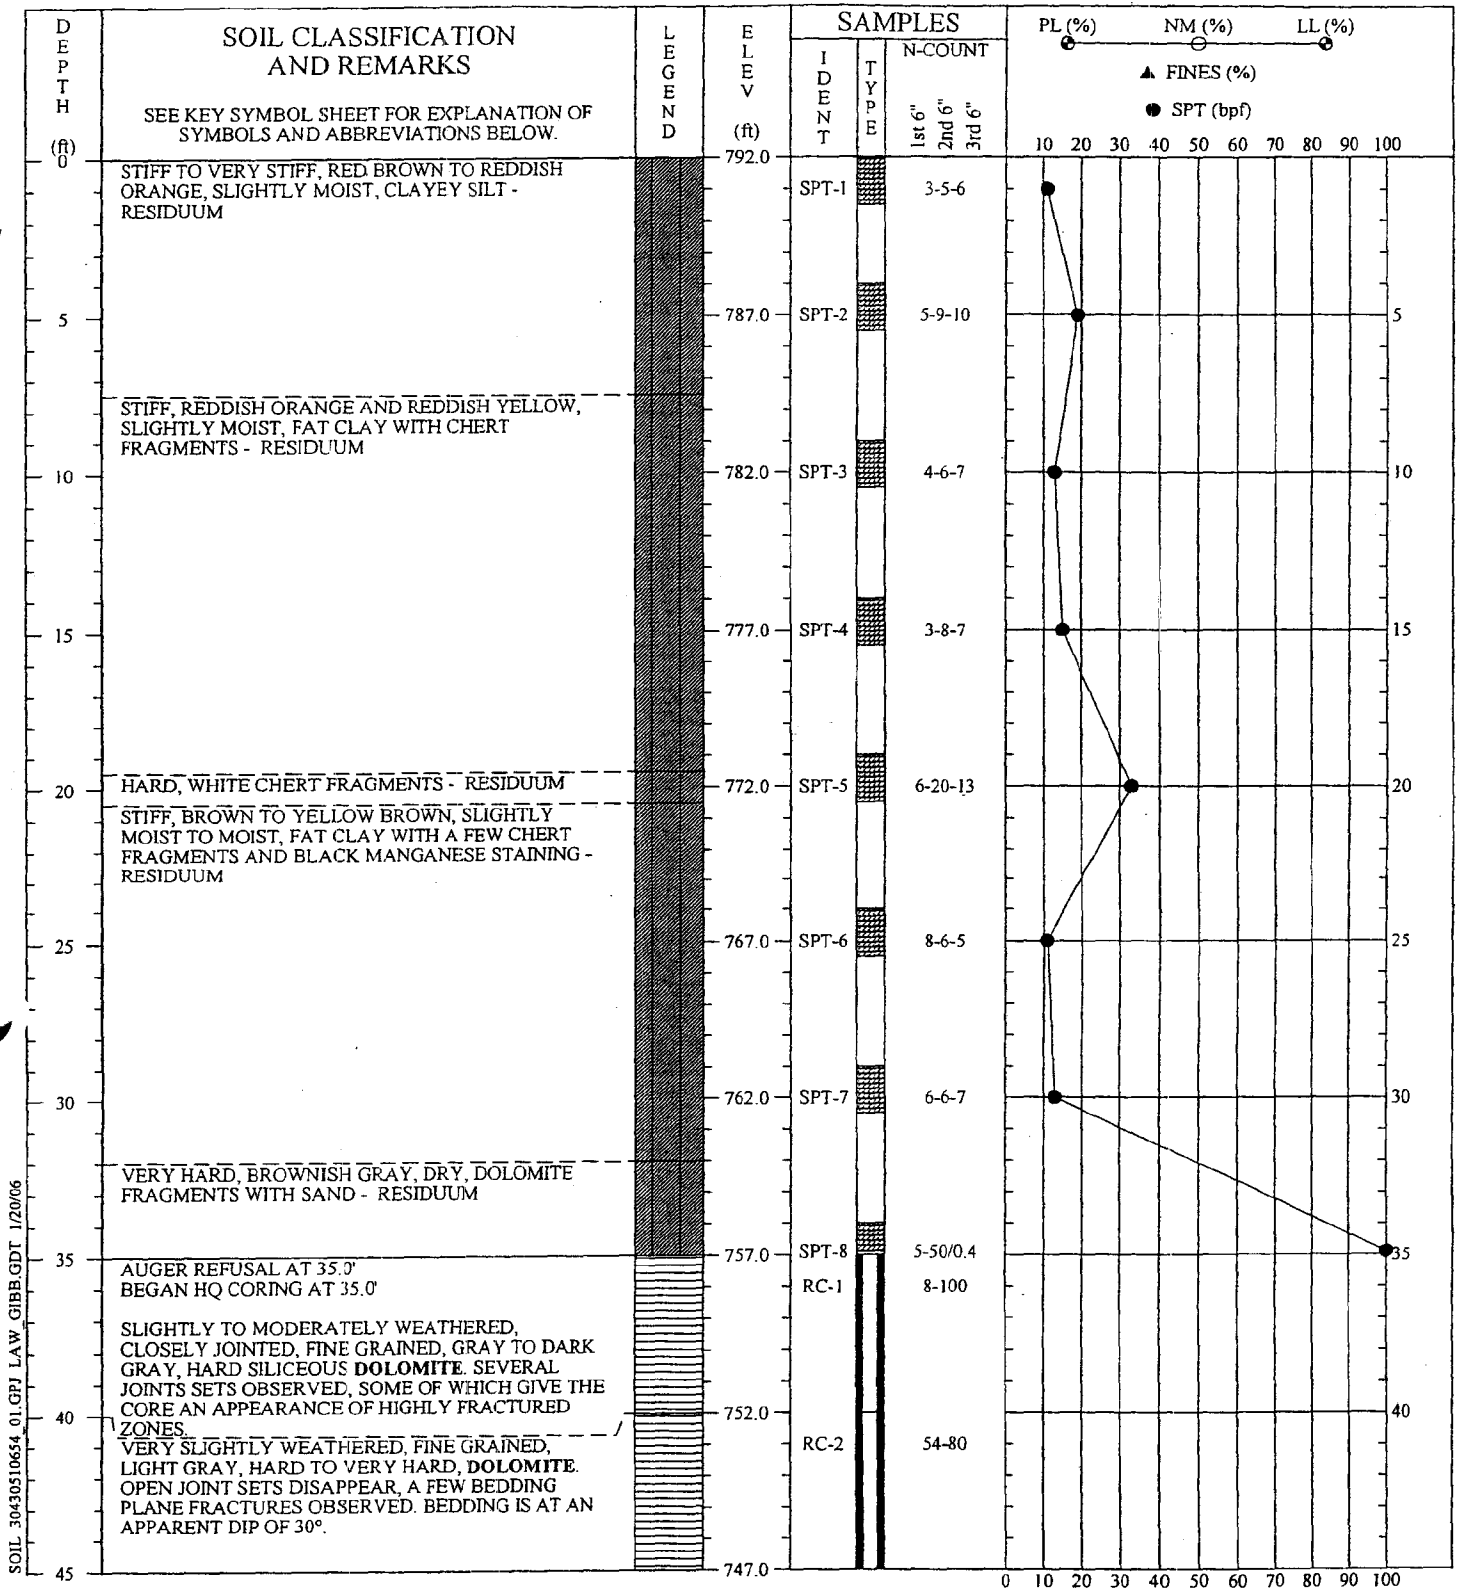 DEPTH
(ft)
SOIL CLASSIFICATION
AND REMARKS
SEE KEY SYMBOL SHEET FOR EXPLANATION OF
SYMBOLS AND ABBREVIATIONS BELOW.
LEGEND
ELEV
(ft)
SAMPLES
IDENT
TYPE
N-COUNT
1st 6"
2nd 6"
3rd 6"
PL (%) NM (%) LL (%)
▲ FINES (%)
● SPT (bpf)
10 20 30 40 50 60 70 80 90 100
0
792.0
STIFF TO VERY STIFF, RED BROWN TO REDDISH
ORANGE, SLIGHTLY MOIST, CLAYEY SILT -
RESIDUUM
SPT-1 3-5-6
5 787.0 SPT-2 5-9-10 5
STIFF, REDDISH ORANGE AND REDDISH YELLOW,
SLIGHTLY MOIST, FAT CLAY WITH CHERT
FRAGMENTS - RESIDUUM
10 782.0 SPT-3 4-6-7 10
15 777.0 SPT-4 3-8-7 15
HARD, WHITE CHERT FRAGMENTS - RESIDUUM
20 772.0 SPT-5 6-20-13 20
STIFF, BROWN TO YELLOW BROWN, SLIGHTLY
MOIST TO MOIST, FAT CLAY WITH A FEW CHERT
FRAGMENTS AND BLACK MANGANESE STAINING -
RESIDUUM
25 767.0 SPT-6 8-6-5 25
30 762.0 SPT-7 6-6-7 30
VERY HARD, BROWNISH GRAY, DRY, DOLOMITE
FRAGMENTS WITH SAND - RESIDUUM
35 757.0 SPT-8 5-50/0.4 35
AUGER REFUSAL AT 35.0'
BEGAN HQ CORING AT 35.0'
RC-1 8-100
SLIGHTLY TO MODERATELY WEATHERED,
CLOSELY JOINTED, FINE GRAINED, GRAY TO DARK
GRAY, HARD SILICEOUS DOLOMITE. SEVERAL
JOINTS SETS OBSERVED, SOME OF WHICH GIVE THE
CORE AN APPEARANCE OF HIGHLY FRACTURED
ZONES.
40 752.0 40
VERY SLIGHTLY WEATHERED, FINE GRAINED,
LIGHT GRAY, HARD TO VERY HARD, DOLOMITE.
OPEN JOINT SETS DISAPPEAR, A FEW BEDDING
PLANE FRACTURES OBSERVED. BEDDING IS AT AN
APPARENT DIP OF 30°.
RC-2 54-80
45 747.0
0 10 20 30 40 50 60 70 80 90 100
SOIL 30430510654_01.GPJ LAW_GIBB.GDT 1/20/06